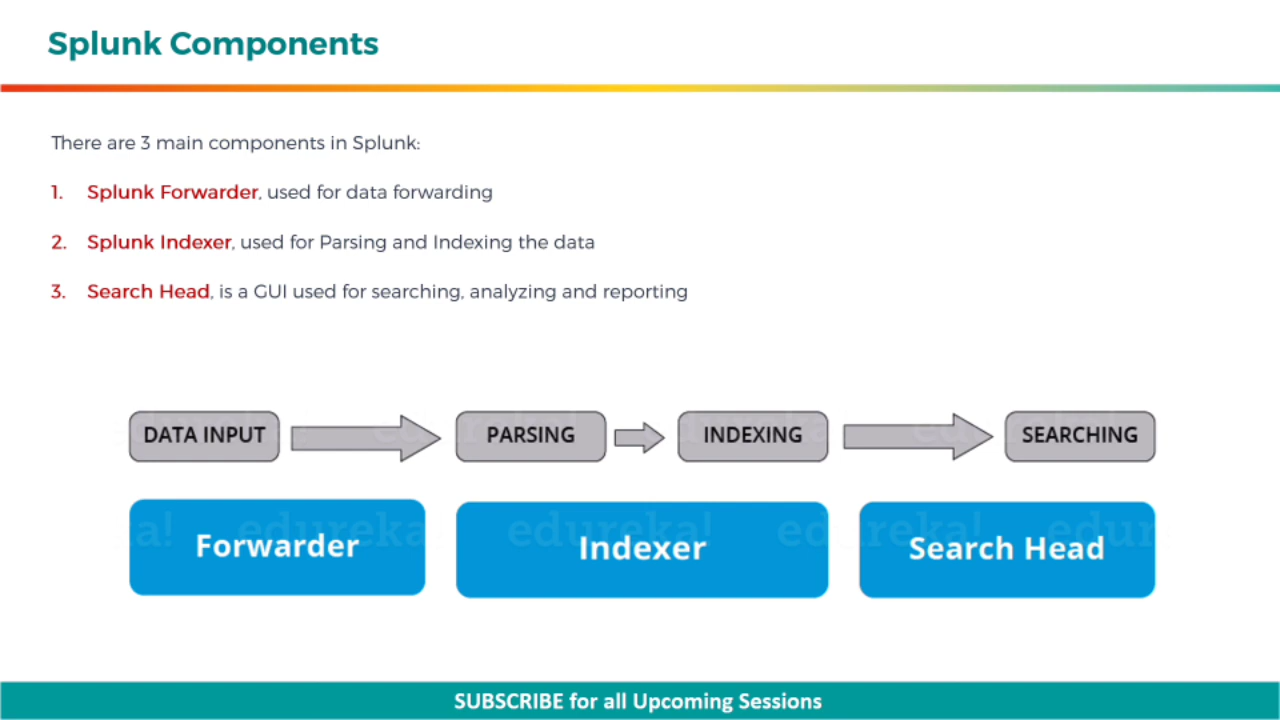 Splunk Components
There are 3 main components in Splunk:
1. Splunk Forwarder, used for data forwarding
2. Splunk Indexer, used for Parsing and Indexing the data
3. Search Head, is a GUI used for searching, analyzing and reporting
DATA INPUT PARSING INDEXING SEARCHING
Forwarder Indexer Search Head
edureka!
SUBSCRIBE for all Upcoming Sessions